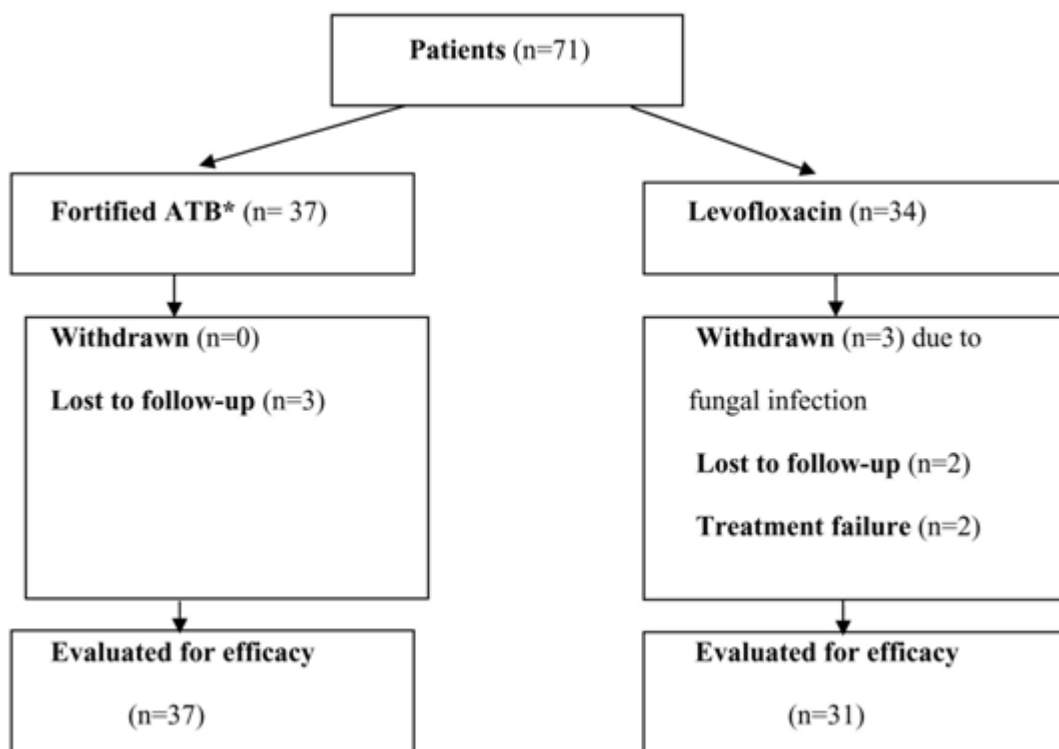 Patients (n=71)
Fortified ATB* (n= 37)
Levofloxacin (n=34)
Withdrawn (n=0)
Lost to follow-up (n=3)
Withdrawn (n=3) due to
fungal infection
Lost to follow-up (n=2)
Treatment failure (n=2)
Evaluated for efficacy
(n=37)
Evaluated for efficacy
(n=31)